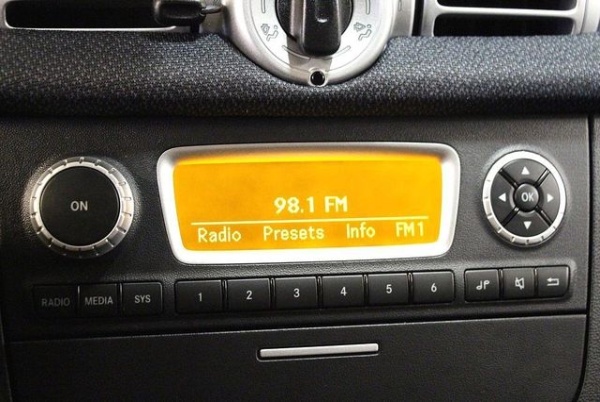 98.1 FM
Radio Presets Info FM1
ON
OK
RADIO MEDIA SYS 1 2 3 4 5 6